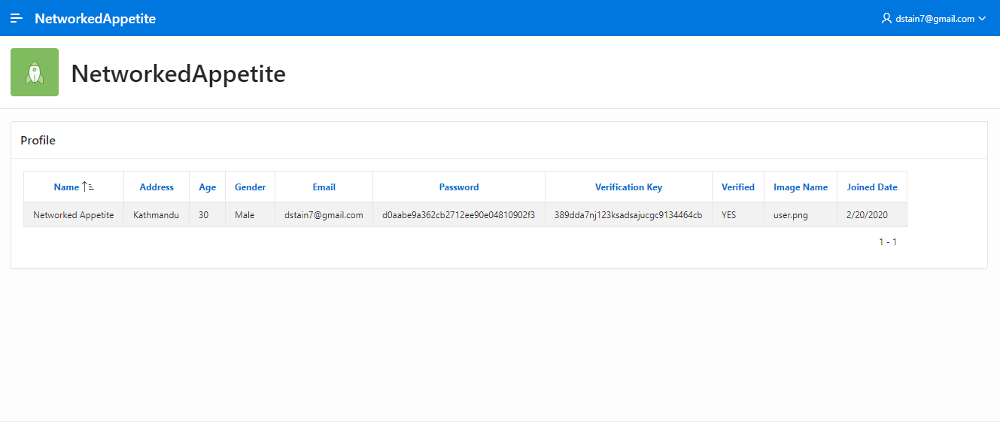 NetworkedAppetite dstain7@gmail.com
NetworkedAppetite
Profile
Name Address Age Gender Email Password Verification Key Verified Image Name Joined Date
Networked Appetite Kathmandu 30 Male dstain7@gmail.com d0aabe9a362cb2712ee90e04810902f3 389dda7nj123ksadsajucgc9134464cb YES user.png 2/20/2020
1 - 1